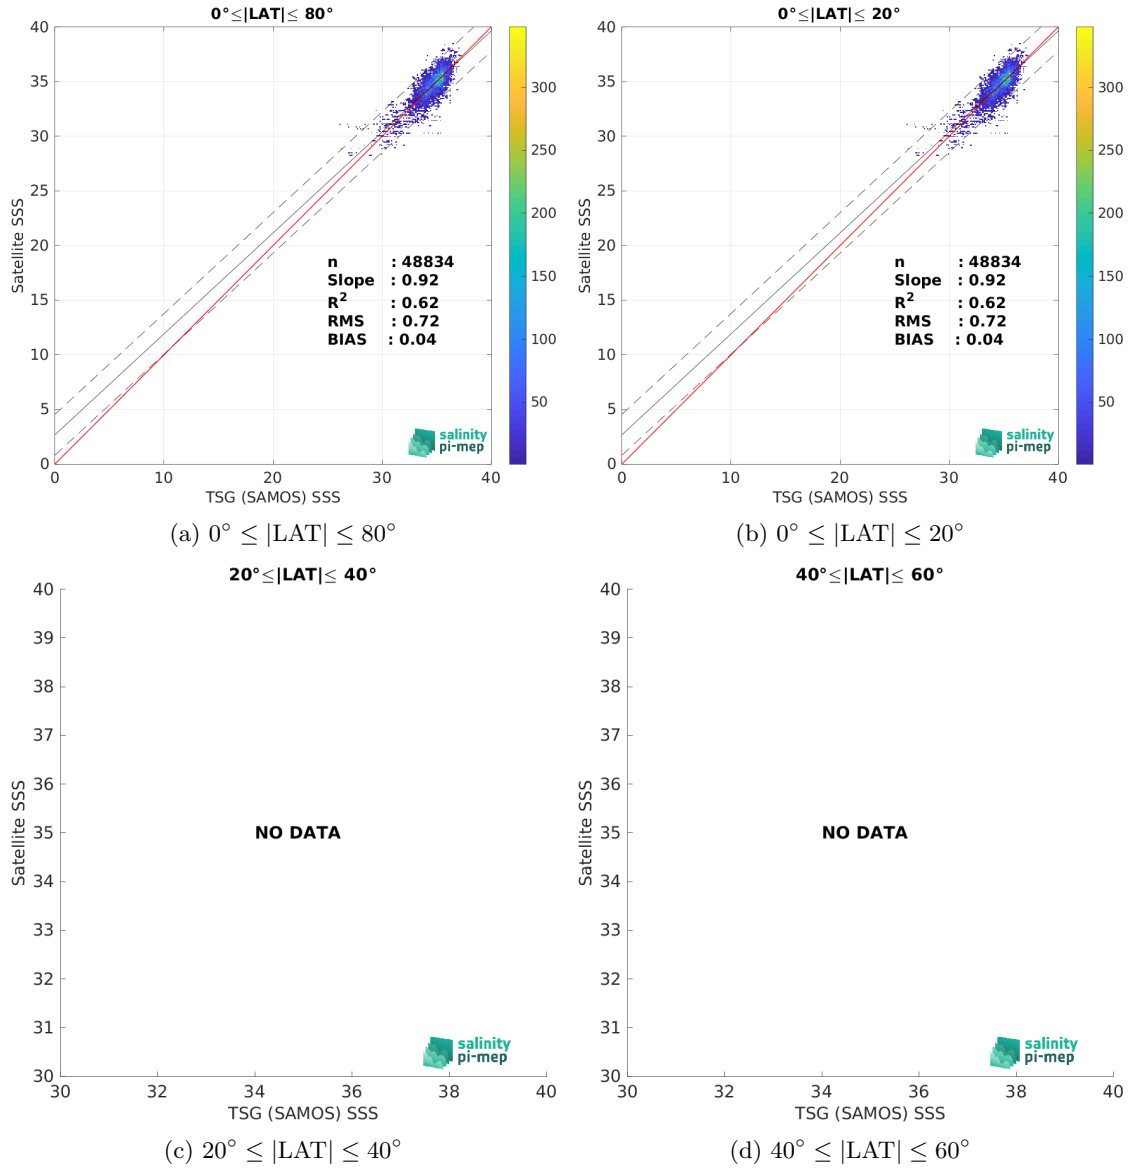 0°≤|LAT|≤ 80°
40
35
30
25
20
15
10
5
0
Satellite SSS
0
10
20
30
40
TSG (SAMOS) SSS
300
250
200
150
100
50
n : 48834
Slope : 0.92
R2 : 0.62
RMS : 0.72
BIAS : 0.04
salinity
pi-mep
(a) 0° ≤ |LAT| ≤ 80°
0°≤|LAT|≤ 20°
40
35
30
25
20
15
10
5
0
Satellite SSS
0
10
20
30
40
TSG (SAMOS) SSS
300
250
200
150
100
50
n : 48834
Slope : 0.92
R2 : 0.62
RMS : 0.72
BIAS : 0.04
salinity
pi-mep
(b) 0° ≤ |LAT| ≤ 20°
20°≤|LAT|≤ 40°
40
39
38
37
36
35
34
33
32
31
30
Satellite SSS
NO DATA
salinity
pi-mep
30
32
34
36
38
40
TSG (SAMOS) SSS
(c) 20° ≤ |LAT| ≤ 40°
40°≤|LAT|≤ 60°
40
39
38
37
36
35
34
33
32
31
30
Satellite SSS
NO DATA
salinity
pi-mep
30
32
34
36
38
40
TSG (SAMOS) SSS
(d) 40° ≤ |LAT| ≤ 60°